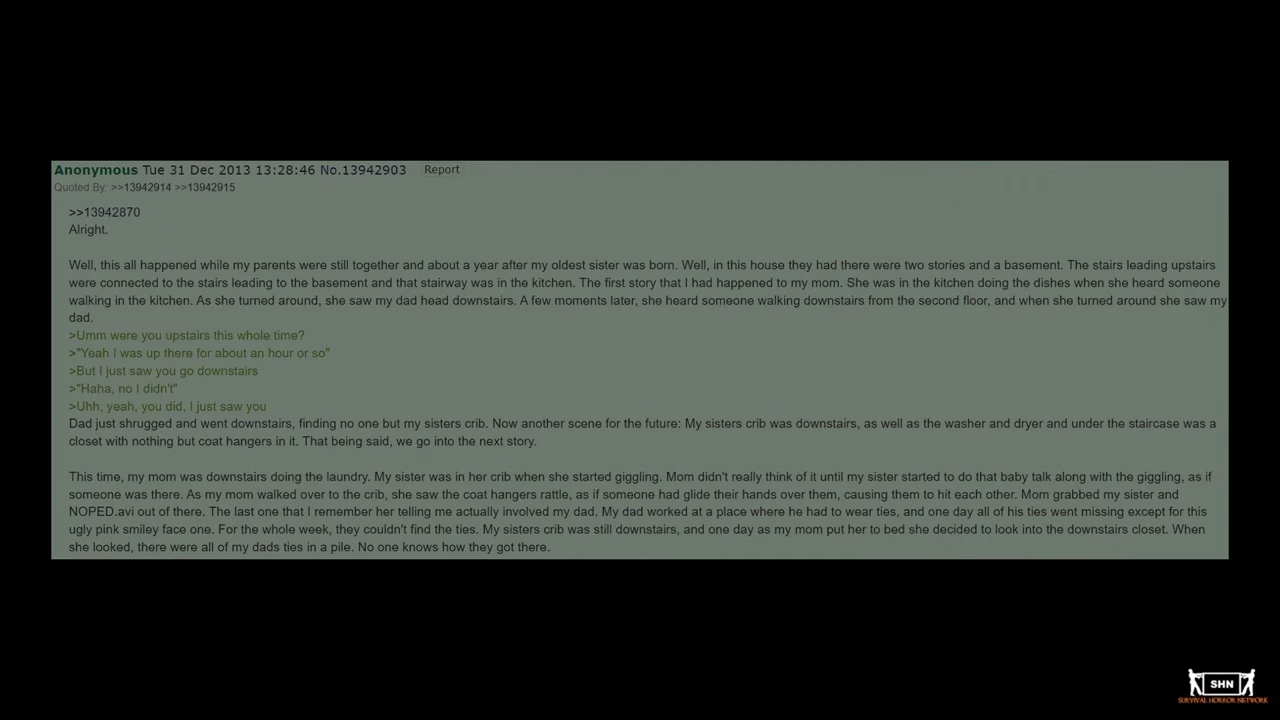 Anonymous Tue 31 Dec 2013 13:28:46 No.13942903 Report
Quoted By: >>13942914 >>13942915
>>13942870
Alright.
Well, this all happened while my parents were still together and about a year after my oldest sister was born. Well, in this house they had there were two stories and a basement. The stairs leading upstairs
were connected to the stairs leading to the basement and that stairway was in the kitchen. The first story that I had happened to my mom. She was in the kitchen doing the dishes when she heard someone
walking in the kitchen. As she turned around, she saw my dad head downstairs. A few moments later, she heard someone walking downstairs from the second floor, and when she turned around she saw my
dad.
>Umm were you upstairs this whole time?
>"Yeah I was up there for about an hour or so"
>But I just saw you go downstairs
>"Haha, no I didn't"
>Uhh, yeah, you did, I just saw you
Dad just shrugged and went downstairs, finding no one but my sisters crib. Now another scene for the future: My sisters crib was downstairs, as well as the washer and dryer and under the staircase was a
closet with nothing but coat hangers in it. That being said, we go into the next story.
This time, my mom was downstairs doing the laundry. My sister was in her crib when she started giggling. Mom didn't really think of it until my sister started to do that baby talk along with the giggling, as if
someone was there. As my mom walked over to the crib, she saw the coat hangers rattle, as if someone had glide their hands over them, causing them to hit each other. Mom grabbed my sister and
NOPED.avi out of there. The last one that I remember her telling me actually involved my dad. My dad worked at a place where he had to wear ties, and one day all of his ties went missing except for this
ugly pink smiley face one. For the whole week, they couldn't find the ties. My sisters crib was still downstairs, and one day as my mom put her to bed she decided to look into the downstairs closet. When
she looked, there were all of my dads ties in a pile. No one knows how they got there.
SHN
SURVIVAL HORROR NETWORK